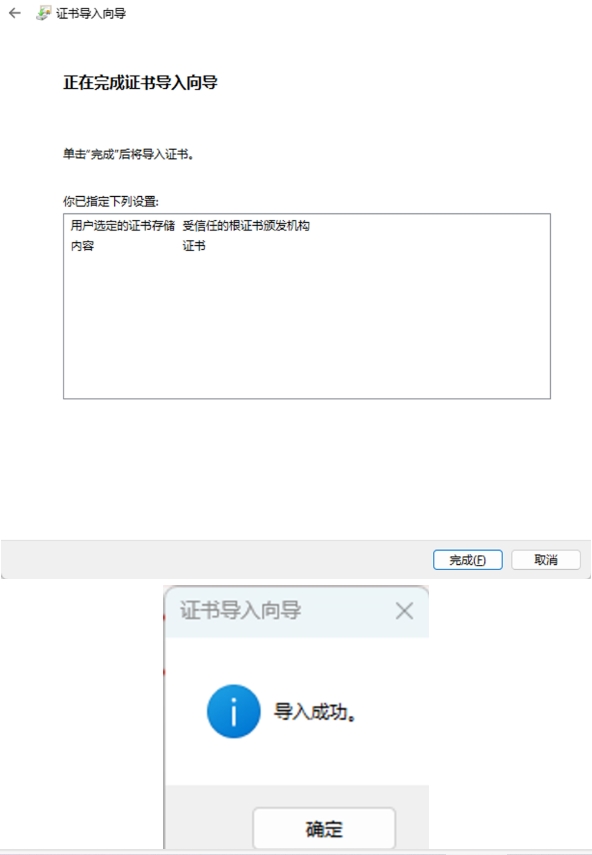 证书导入向导
正在完成证书导入向导
单击“完成”后将导入证书。
你已指定下列设置:
用户选定的证书存储 受信任的根证书颁发机构
内容 证书
完成(F) 取消
证书导入向导
导入成功。
确定